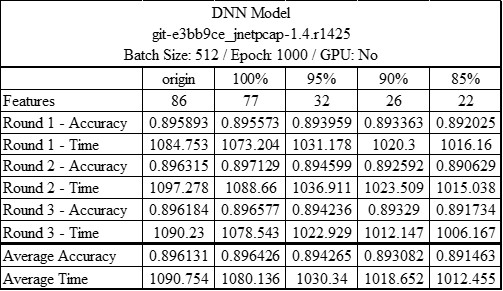 DNN Model
git-e3bb9ce_jnetpcap-1.4.r1425
Batch Size: 512 / Epoch: 1000 / GPU: No
origin 100% 95% 90% 85%
Features 86 77 32 26 22
Round 1 - Accuracy 0.895893 0.895573 0.893959 0.893363 0.892025
Round 1 - Time 1084.753 1073.204 1031.178 1020.3 1016.16
Round 2 - Accuracy 0.896315 0.897129 0.894599 0.892592 0.890629
Round 2 - Time 1097.278 1088.66 1036.911 1023.509 1015.038
Round 3 - Accuracy 0.896184 0.896577 0.894236 0.89329 0.891734
Round 3 - Time 1090.23 1078.543 1022.929 1012.147 1006.167
Average Accuracy 0.896131 0.896426 0.894265 0.893082 0.891463
Average Time 1090.754 1080.136 1030.34 1018.652 1012.455